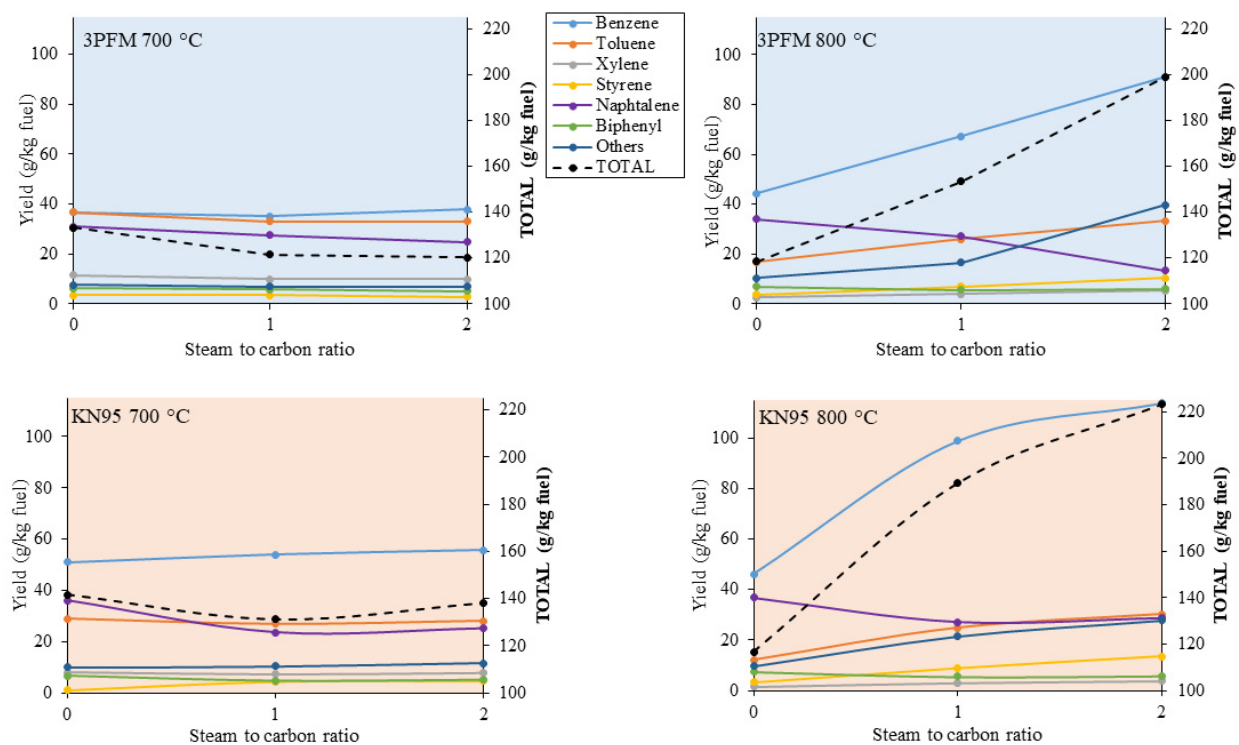 3PFM 700 °C
Yield (g/kg fuel)
100
80
60
40
20
0
0
1
2
Steam to carbon ratio
220
200
180
160
140
120
100
TOTAL (g/kg fuel)
Benzene
Toluene
Xylene
Styrene
Naphtalene
Biphenyl
Others
TOTAL
3PFM 800 °C
Yield (g/kg fuel)
100
80
60
40
20
0
0
1
2
Steam to carbon ratio
220
200
180
160
140
120
100
TOTAL (g/kg fuel)
KN95 700 °C
Yield (g/kg fuel)
100
80
60
40
20
0
0
1
2
Steam to carbon ratio
220
200
180
160
140
120
100
TOTAL (g/kg fuel)
KN95 800 °C
Yield (g/kg fuel)
100
80
60
40
20
0
0
1
2
Steam to carbon ratio
220
200
180
160
140
120
100
TOTAL (g/kg fuel)